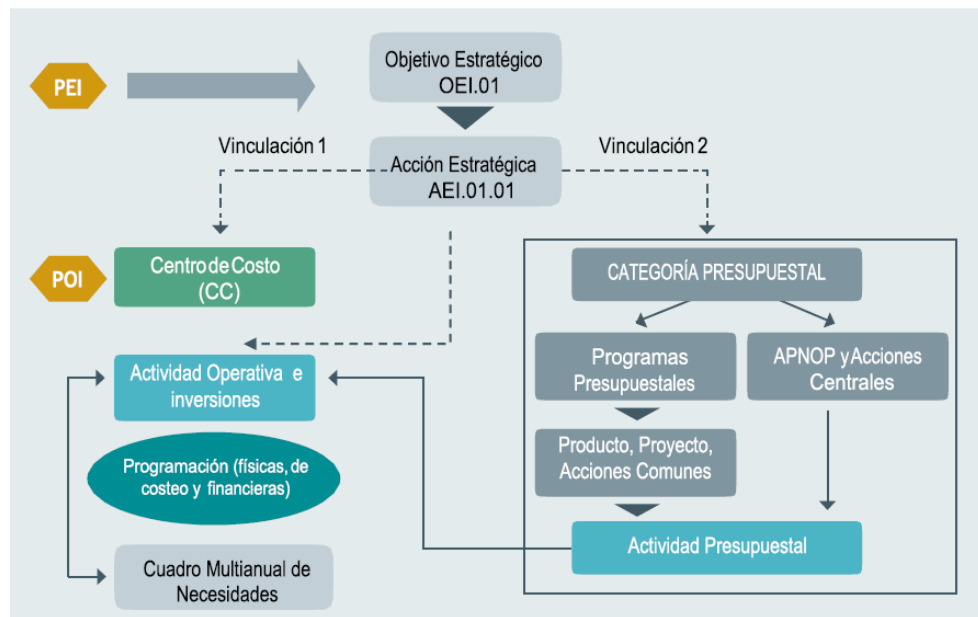 PEI
Objetivo Estratégico
OEI.01
Vinculación 1
Vinculación 2
Acción Estratégica
AEI.01.01
POI
Centro de Costo
(CC)
CATEGORÍA PRESUPUESTAL
Actividad Operativa e
inversiones
Programas
Presupuestales
APNOP y Acciones
Centrales
Programación (físicas, de
costeo y financieras)
Producto, Proyecto,
Acciones Comunes
Actividad Presupuestal
Cuadro Multianual de
Necesidades